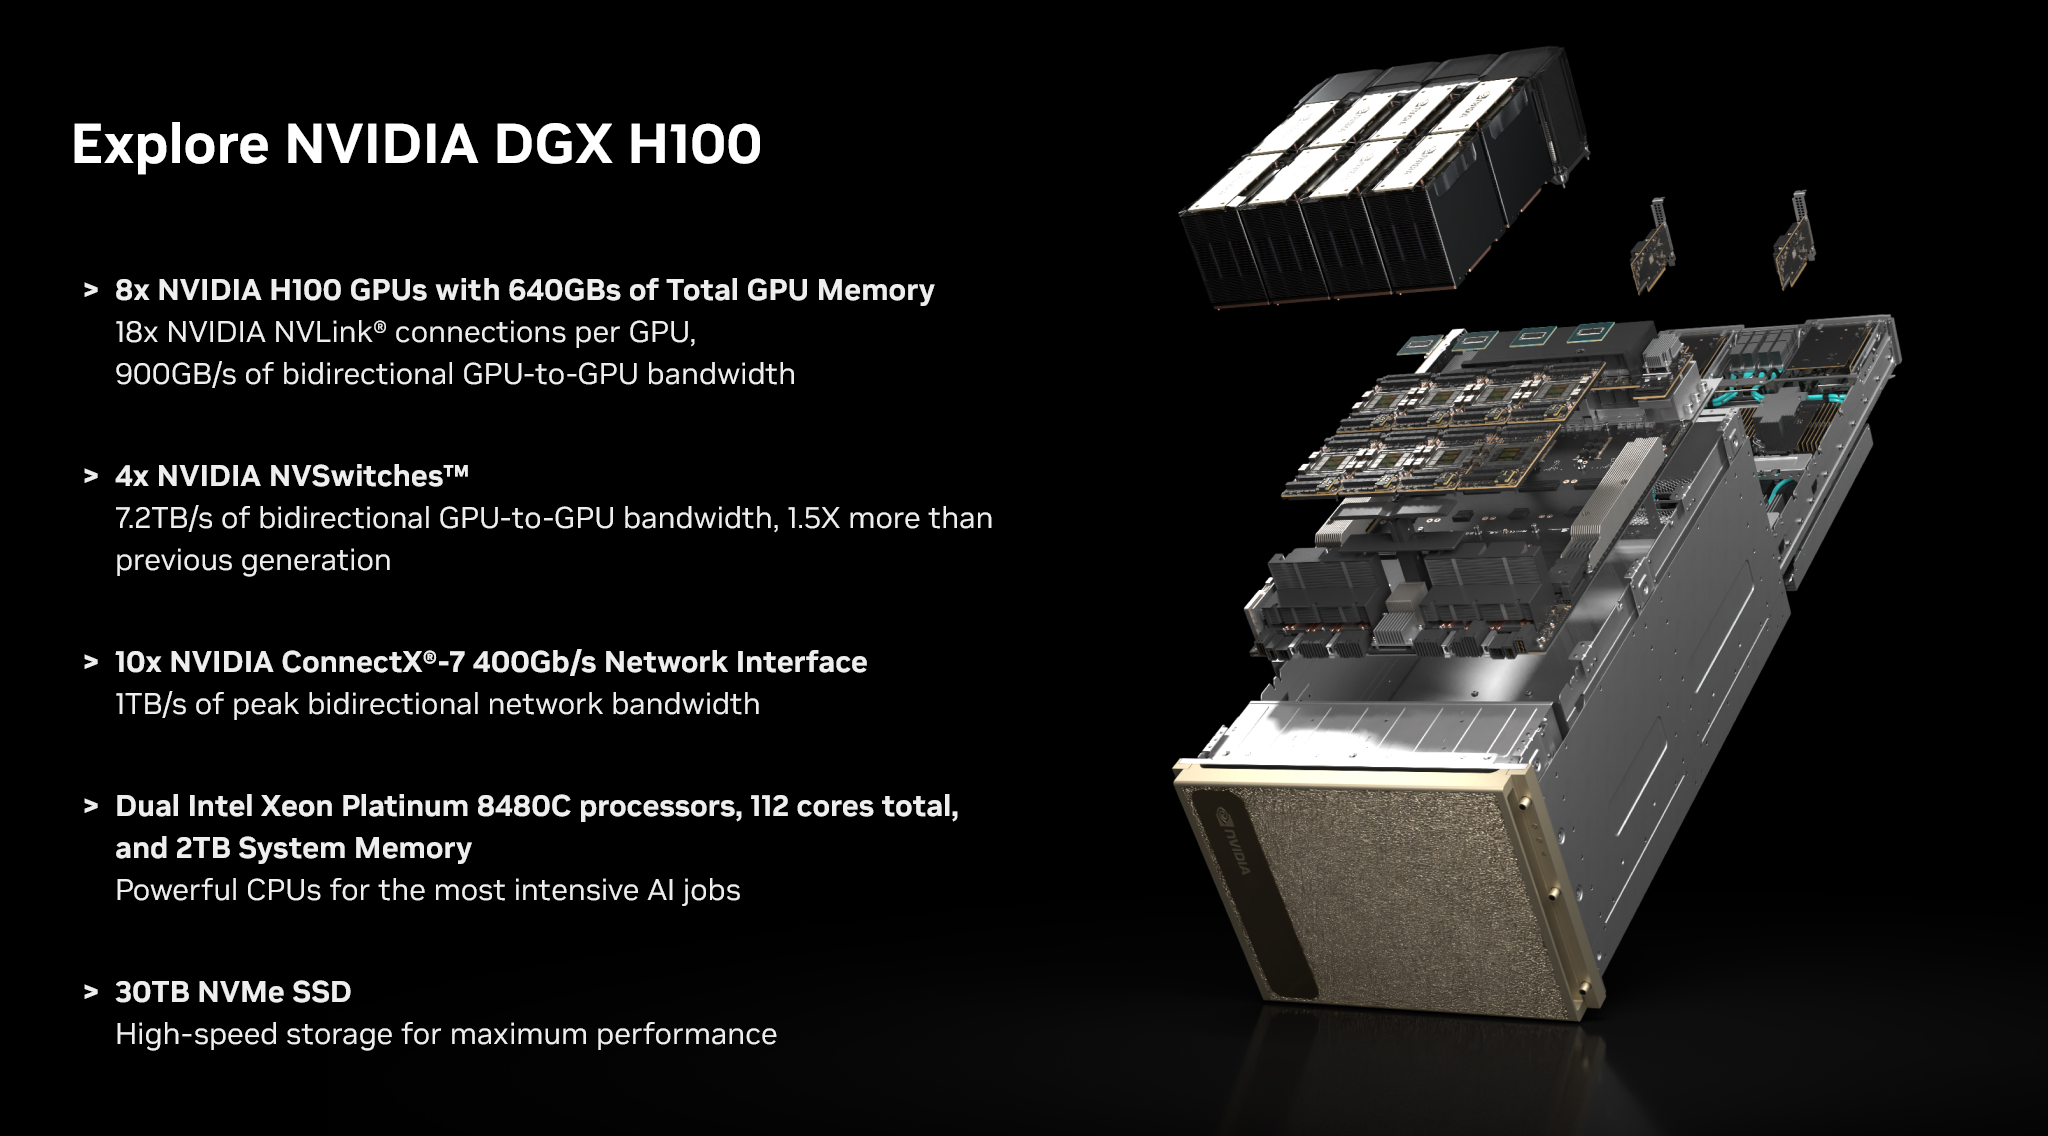 Explore NVIDIA DGX H100
> 8x NVIDIA H100 GPUs with 640GBs of Total GPU Memory
18x NVIDIA NVLink® connections per GPU,
900GB/s of bidirectional GPU-to-GPU bandwidth
> 4x NVIDIA NVSwitches™
7.2TB/s of bidirectional GPU-to-GPU bandwidth, 1.5X more than
previous generation
> 10x NVIDIA ConnectX®-7 400Gb/s Network Interface
1TB/s of peak bidirectional network bandwidth
> Dual Intel Xeon Platinum 8480C processors, 112 cores total,
and 2TB System Memory
Powerful CPUs for the most intensive AI jobs
> 30TB NVMe SSD
High-speed storage for maximum performance
NVIDIA